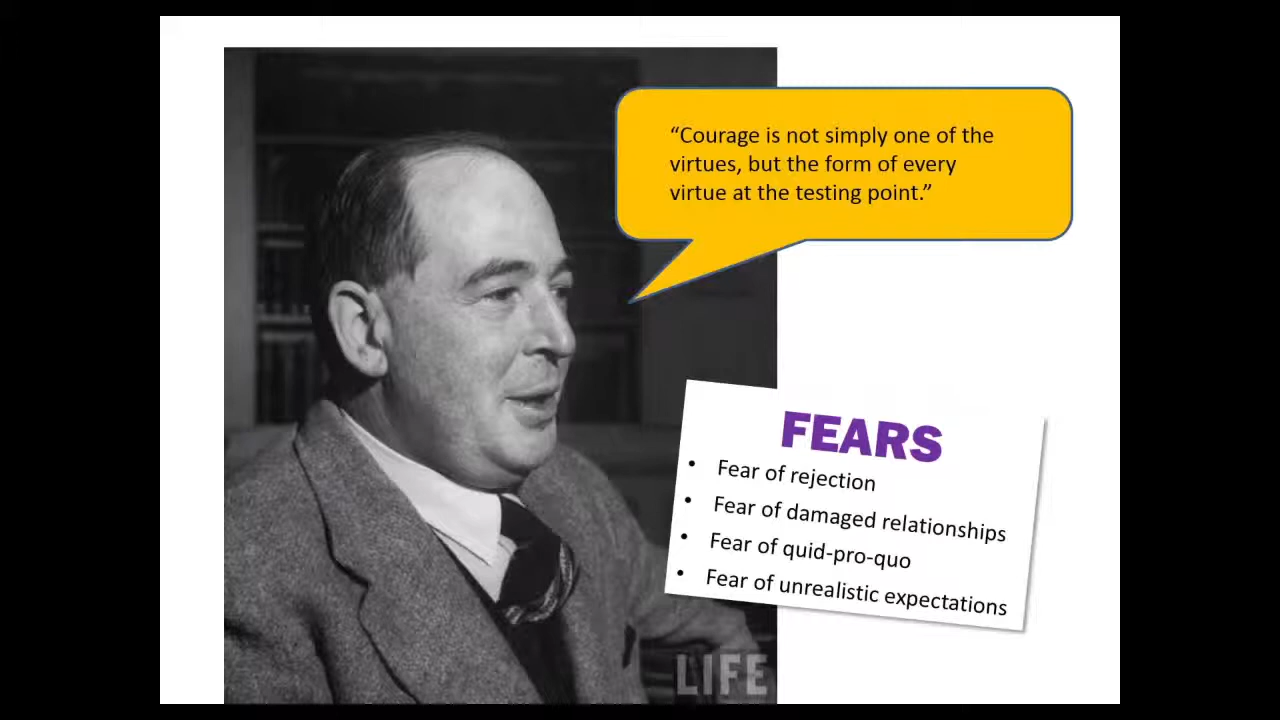 “Courage is not simply one of the
virtues, but the form of every
virtue at the testing point.”
FEARS
• Fear of rejection
• Fear of damaged relationships
• Fear of quid-pro-quo
• Fear of unrealistic expectations
LIFE